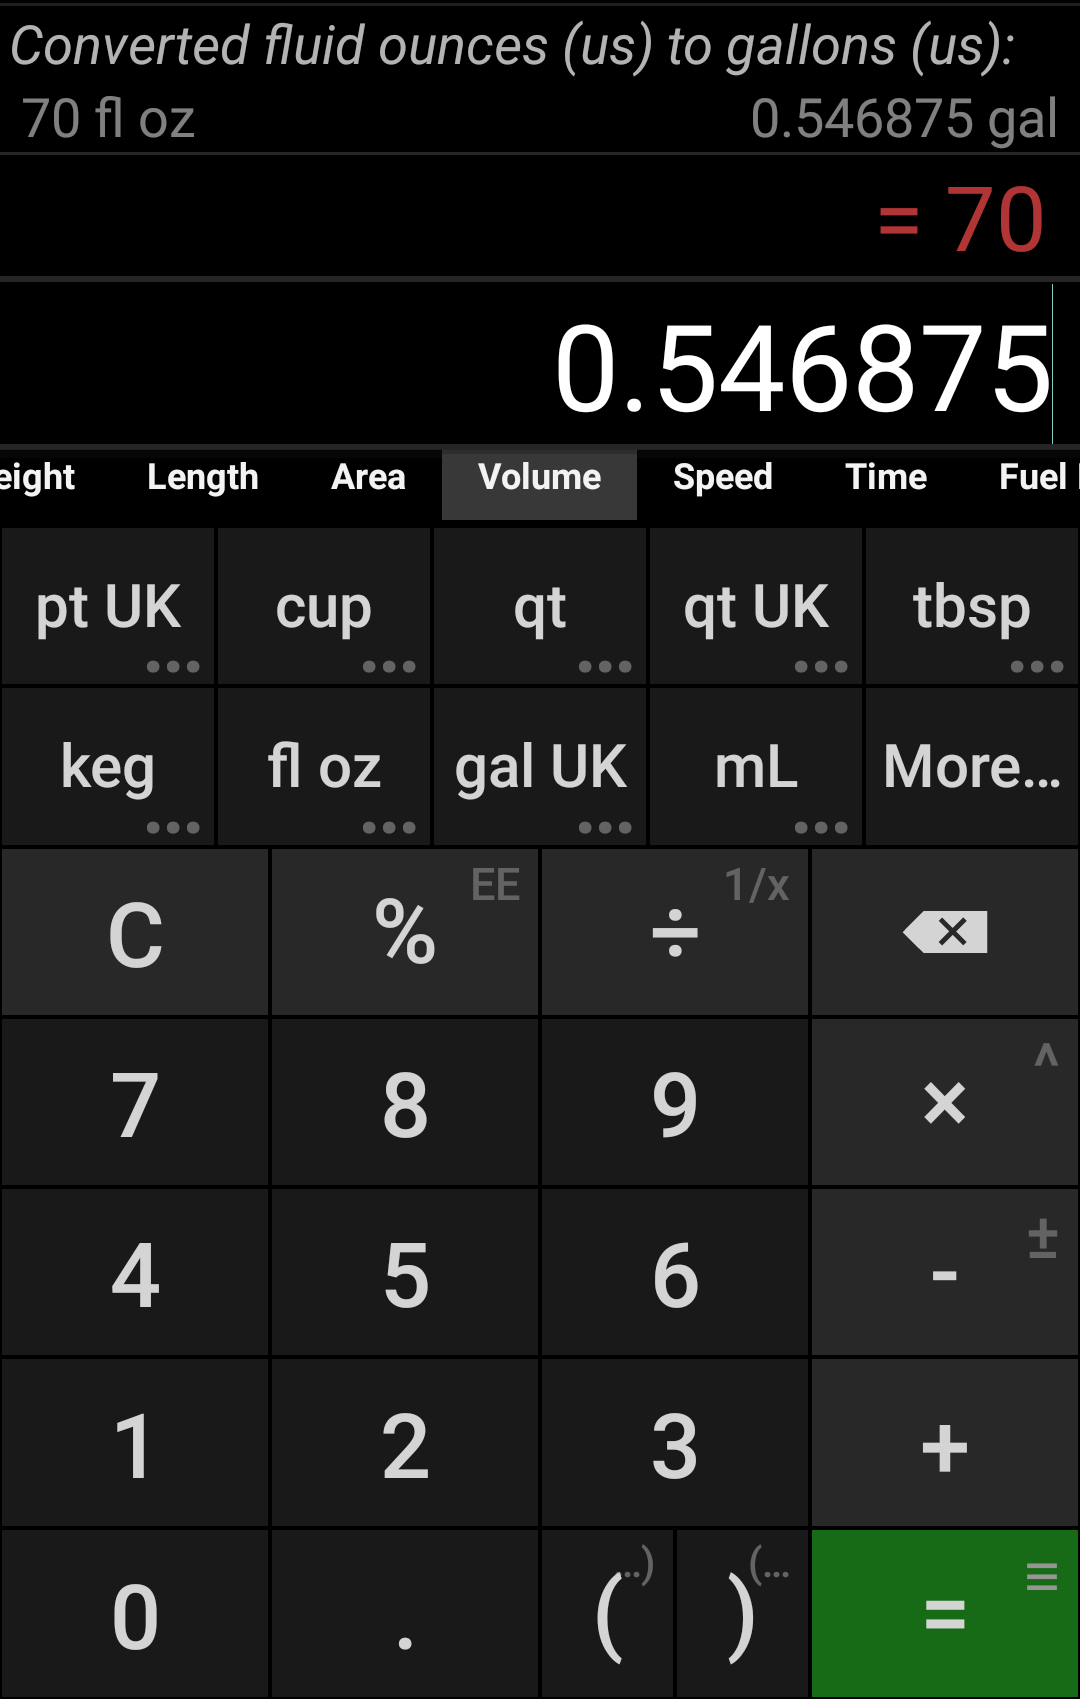 Converted fluid ounces (us) to gallons (us):
70 fl oz 0.546875 gal
= 70
0.546875
eight Length Area Volume Speed Time Fuel
pt UK cup qt qt UK tbsp
keg fl oz gal UK mL More...
C % EE ÷ 1/x
7 8 9 × ^
4 5 6 - ±
1 2 3 +
0 . ( ..) ) (... =